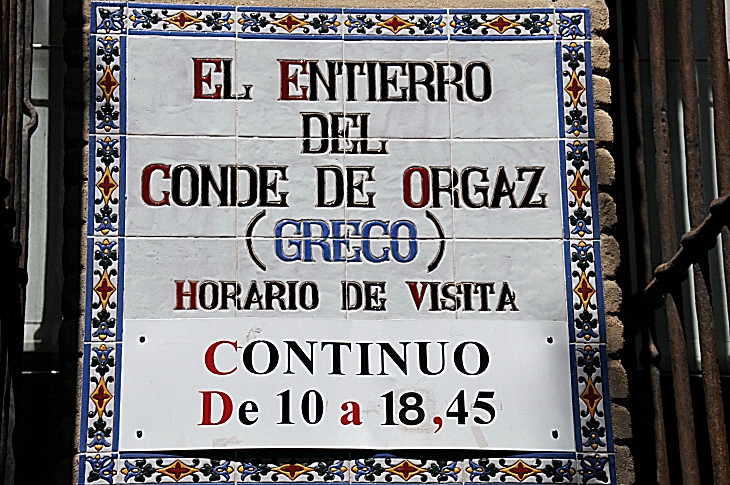 El Entierro
del
Conde de Orgaz
(Greco)
Horario de Visita
CONTINUO
De 10 a 18,45